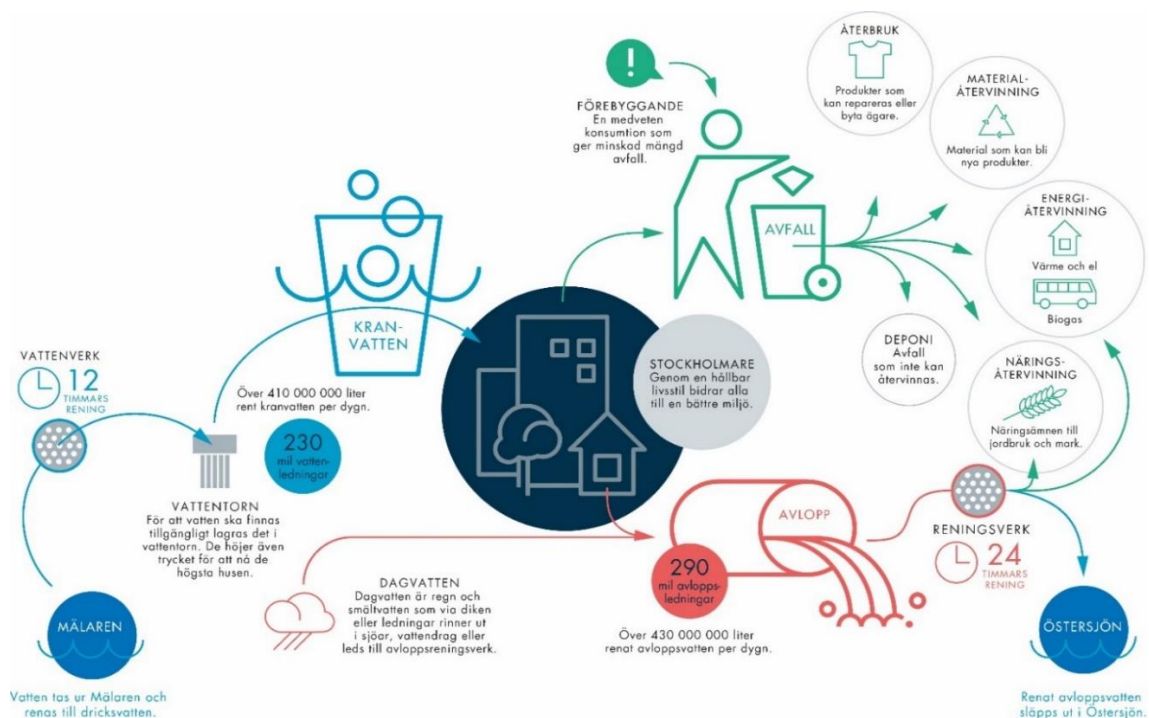 VATTENVERK
12
TIMMARS
RENING
MÄLAREN
Vatten tas ur Mälaren och
renas till dricksvatten.
VATTENTORN
För att vatten ska finnas
tillgängligt lagras det i
vattentorn. De höjer även
trycket för att nå de
högsta husen.
Över 410 000 000 liter
rent kranvatten per dygn.
230
mil vatten-
ledningar
KRAN-
VATTEN
DAGVATTEN
Dagvatten är regn och
smältvatten som via diken
eller ledningar rinner ut
i sjöar, vattendrag eller
leds till avloppsreningsverk.
STOCKHOLMARE
Genom en hållbar
livsstil bidrar alla
till en bättre miljö.
!
FÖREBYGGANDE
En medveten
konsumtion som
ger minskad mängd
avfall.
AVFALL
ÅTERBRUK
Produkter som
kan repareras eller
byta ägare.
MATERIAL-
ÅTERVINNING
Material som kan bli
nya produkter.
ENERGI-
ÅTERVINNING
Värme och el
Biogas
DEPONI
Avfall
som inte kan
återvinnas.
NÄRINGS-
ÅTERVINNING
Näringsämnen till
jordbruk och mark.
AVLOPP
290
mil avlopps-
ledningar
Över 430 000 000 liter
renat avloppsvatten per dygn.
RENINGSVERK
24
TIMMARS
RENING
ÖSTERSJÖN
Renat avloppsvatten
släpps ut i Östersjön.